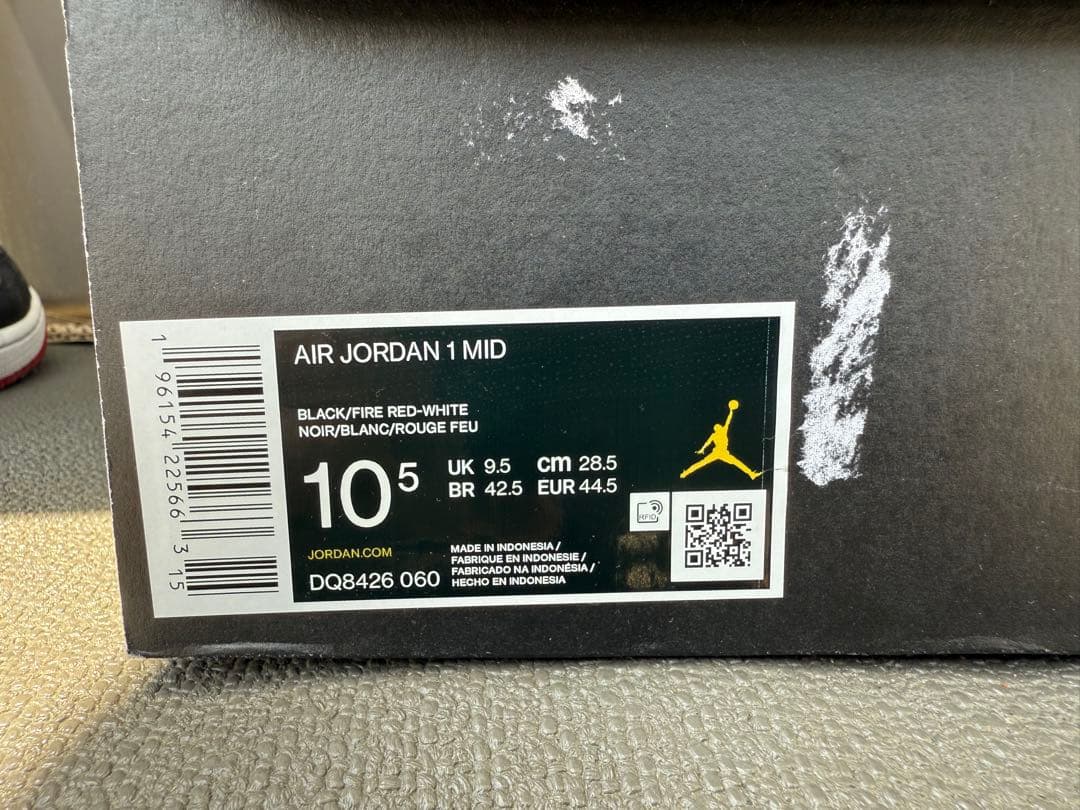 AIR JORDAN 1 MID
BLACK/FIRE RED-WHITE
NOIR/BLANC/ROUGE FEU
10 5
UK 9.5 cm 28.5
BR 42.5 EUR 44.5
RFID
JORDAN.COM
DQ8426 060
MADE IN INDONESIA /
FABRIQUE EN INDONESIE /
FABRICADO NA INDONÉSIA /
HECHO EN INDONESIA
1 96154 22566 3 15